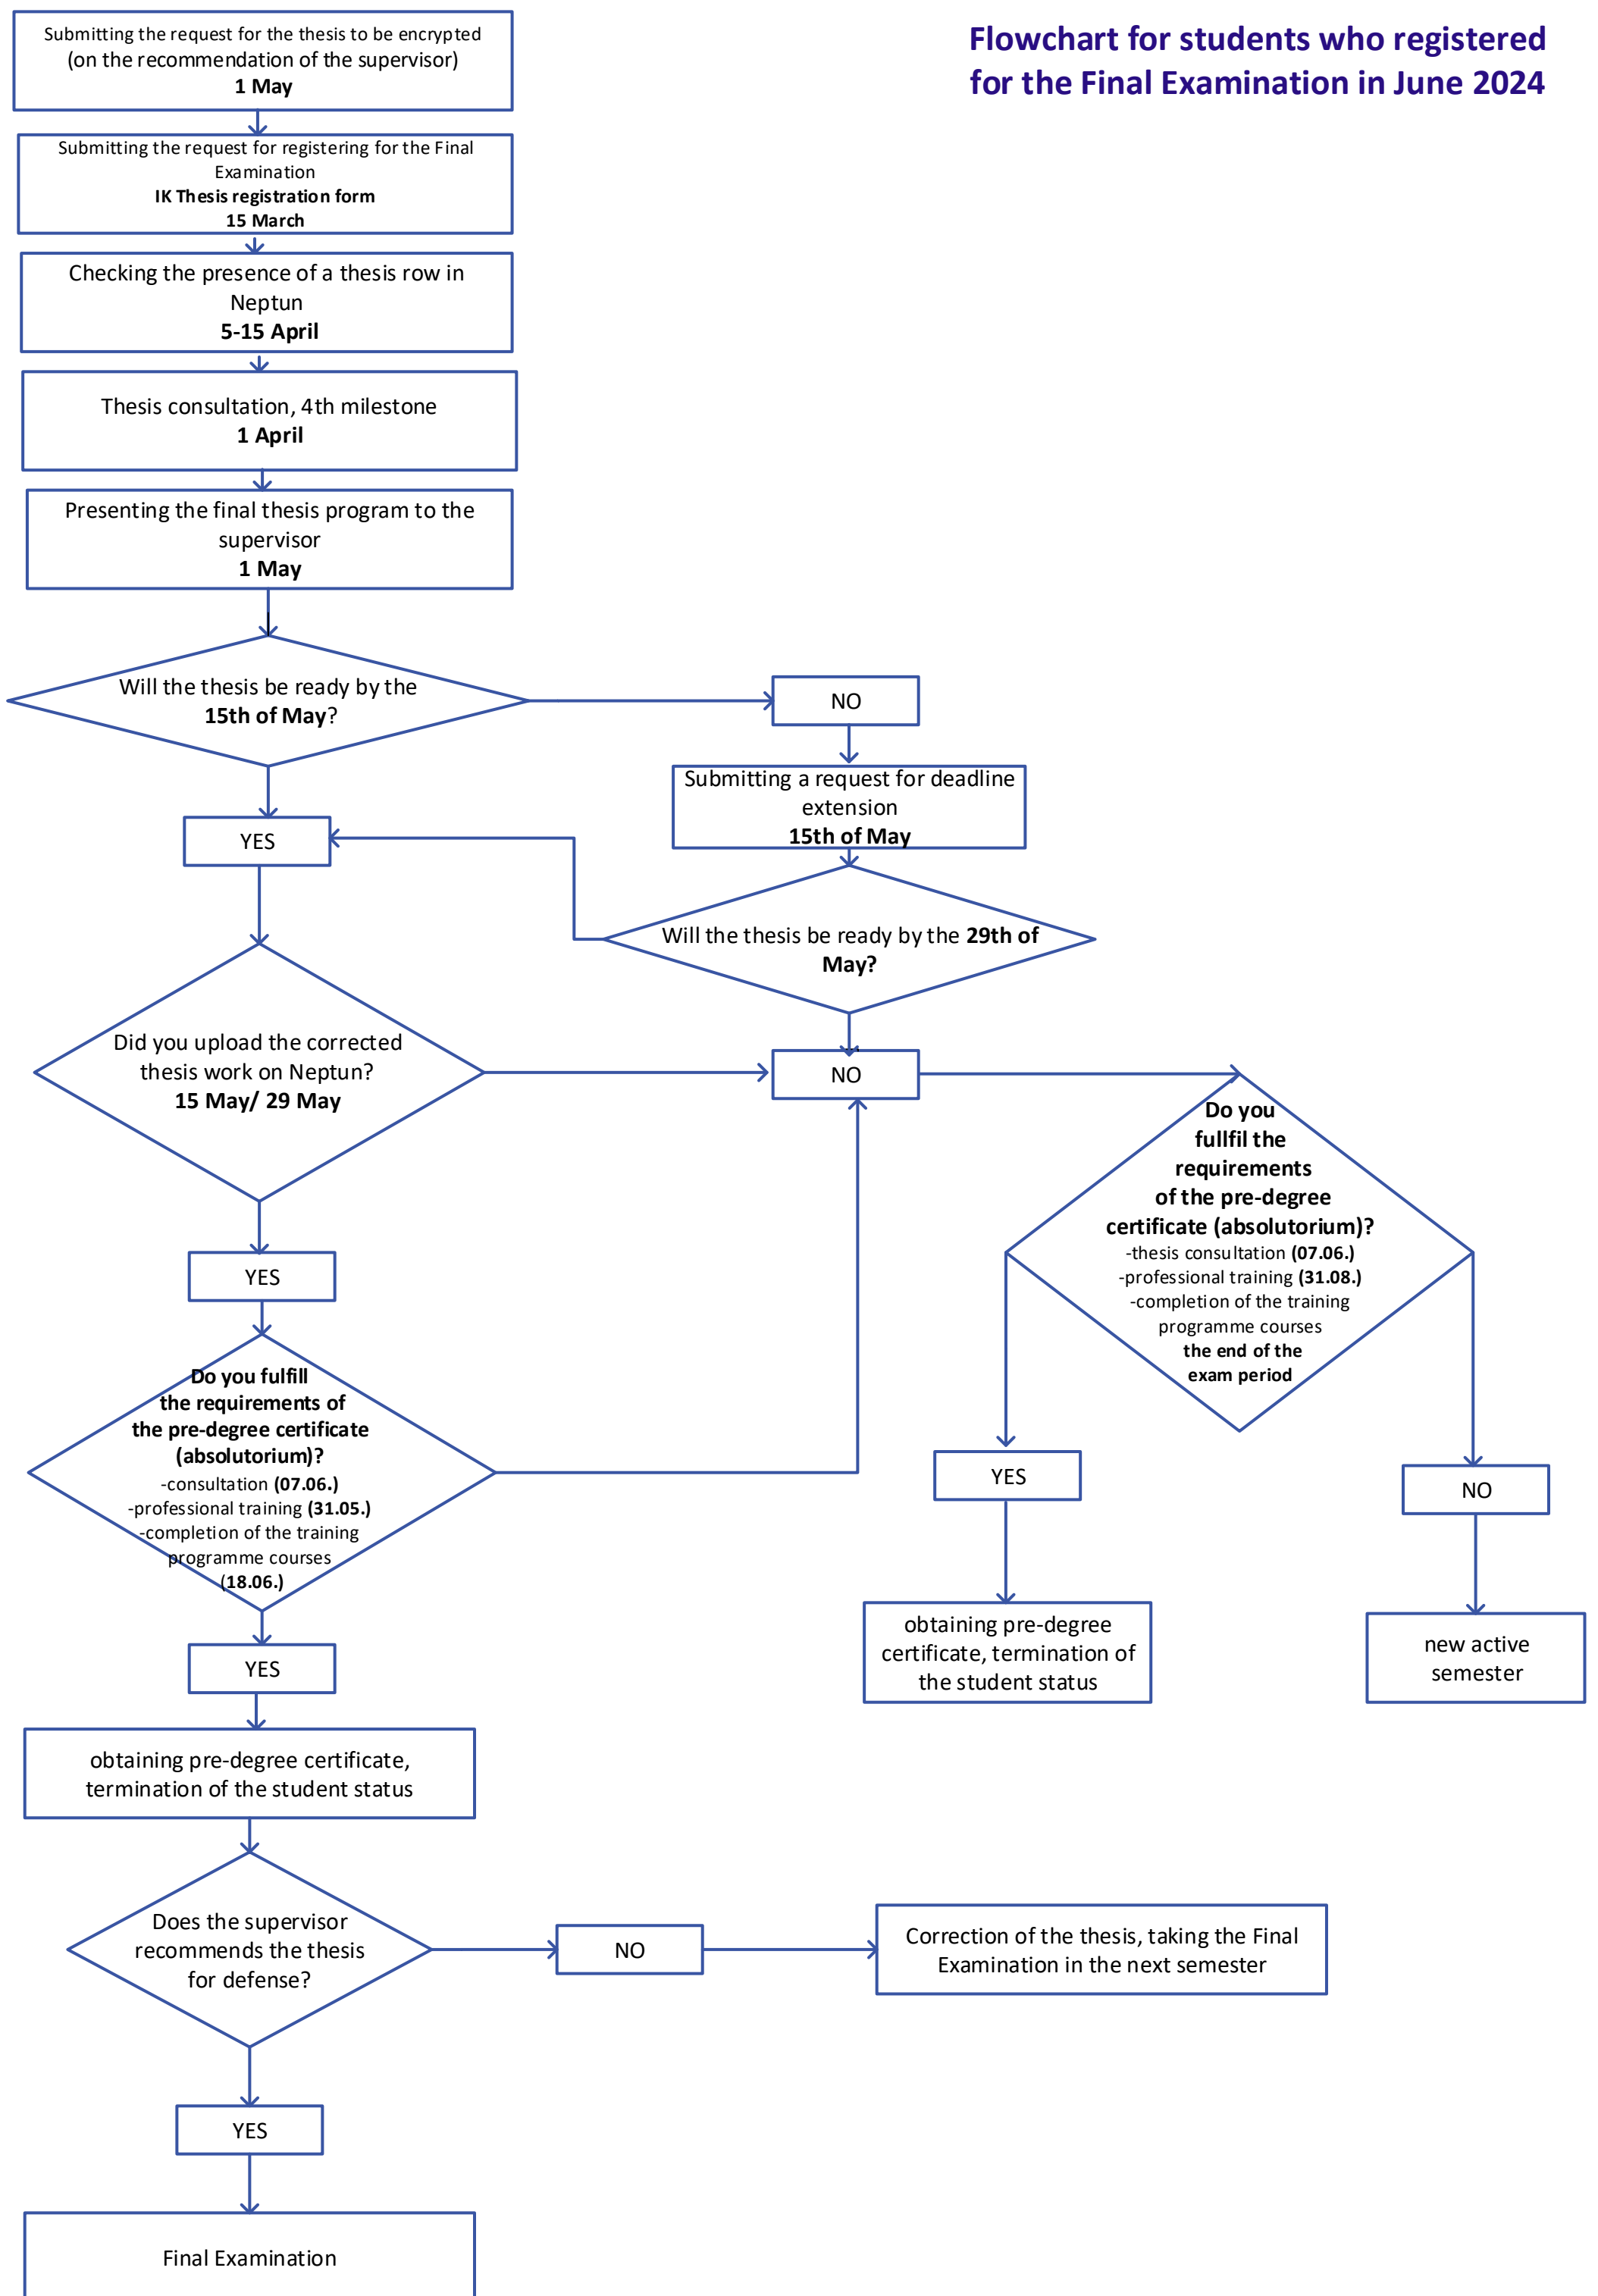 Flowchart for students who registered
for the Final Examination in June 2024
Submitting the request for the thesis to be encrypted
(on the recommendation of the supervisor)
1 May
Submitting the request for registering for the Final
Examination
IK Thesis registration form
15 March
Checking the presence of a thesis row in
Neptun
5-15 April
Thesis consultation, 4th milestone
1 April
Presenting the final thesis program to the
supervisor
1 May
Will the thesis be ready by the
15th of May?
NO
Submitting a request for deadline
extension
15th of May
YES
Will the thesis be ready by the 29th of
May?
Did you upload the corrected
thesis work on Neptun?
15 May/ 29 May
NO
Do you
fullfil the
requirements
of the pre-degree
certificate (absolutorium)?
-thesis consultation (07.06.)
-professional training (31.08.)
-completion of the training
programme courses
the end of the
exam period
YES
Do you fulfill
the requirements of
the pre-degree certificate
(absolutorium)?
-consultation (07.06.)
-professional training (31.05.)
-completion of the training
programme courses
(18.06.)
YES
NO
obtaining pre-degree
certificate, termination of
the student status
new active
semester
YES
obtaining pre-degree certificate,
termination of the student status
Does the supervisor
recommends the thesis
for defense?
NO
Correction of the thesis, taking the Final
Examination in the next semester
YES
Final Examination